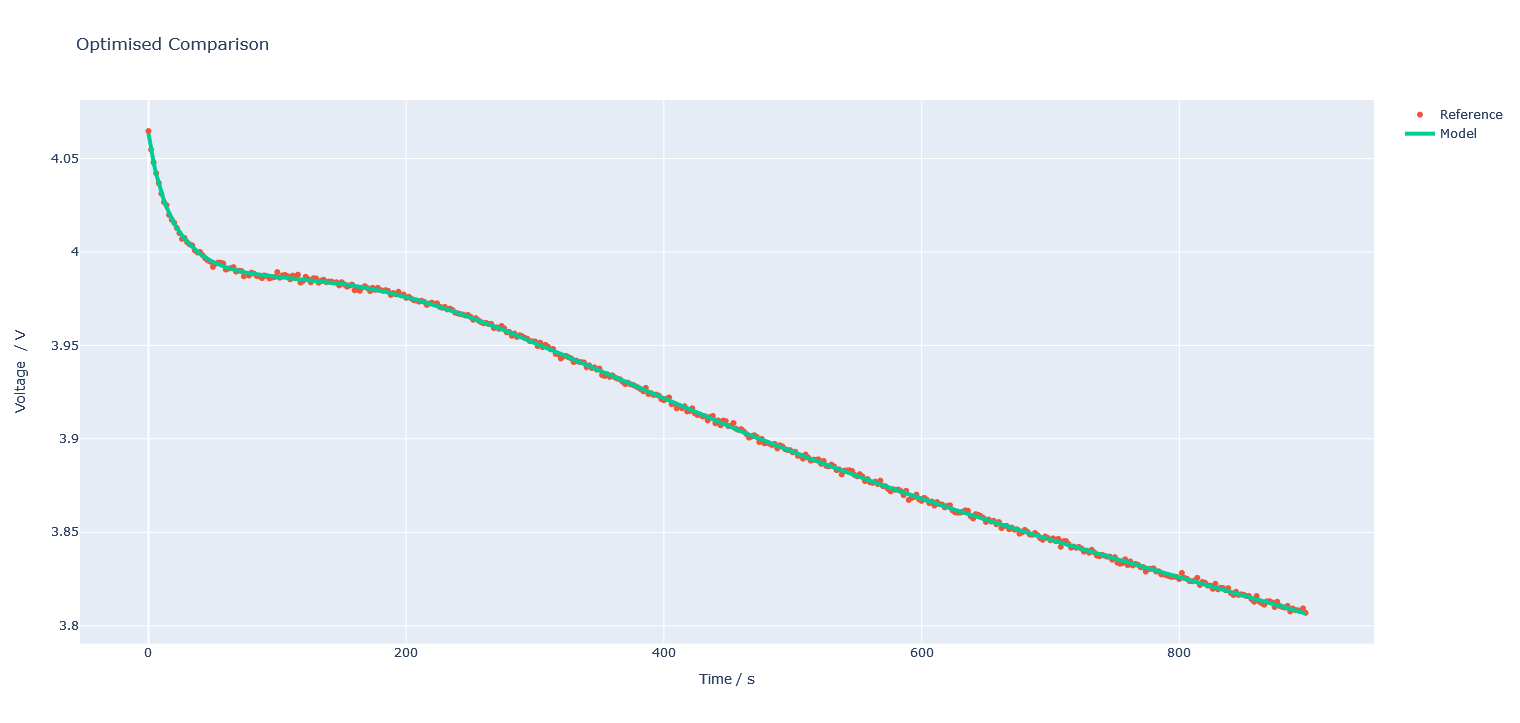 Optimised Comparison
Reference
Model
4.05
4
3.95
3.9
3.85
3.8
Voltage / V
0 200 400 600 800
Time / s